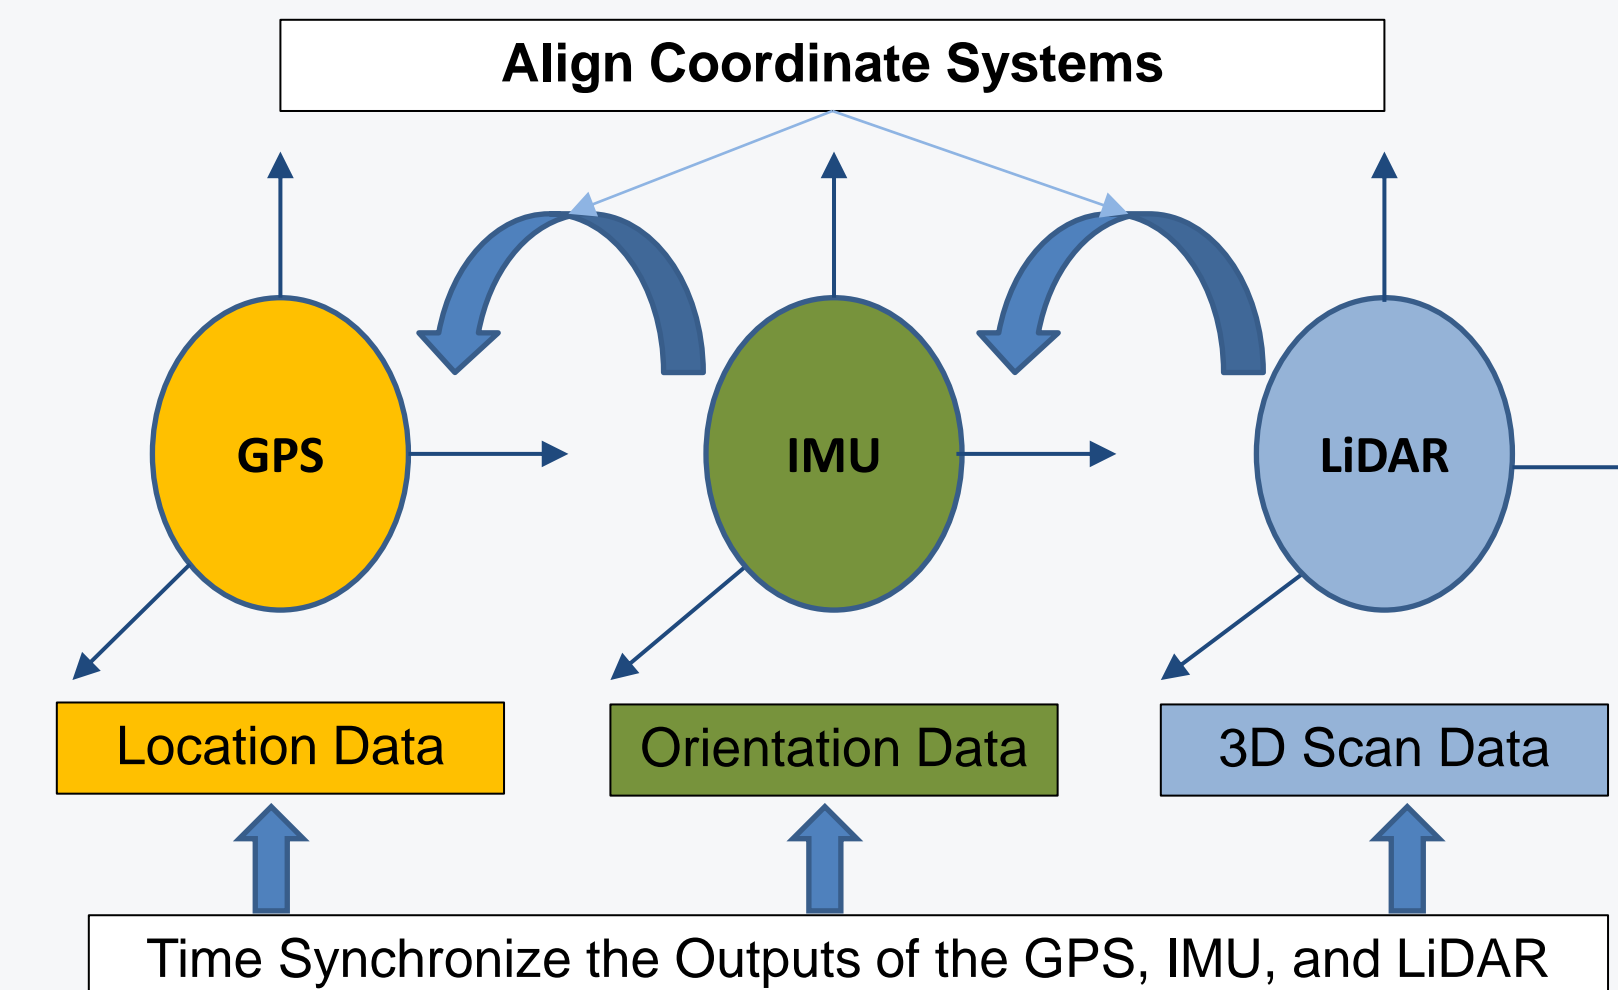 Align Coordinate Systems
GPS
IMU
LiDAR
Location Data
Orientation Data
3D Scan Data
Time Synchronize the Outputs of the GPS, IMU, and LiDAR